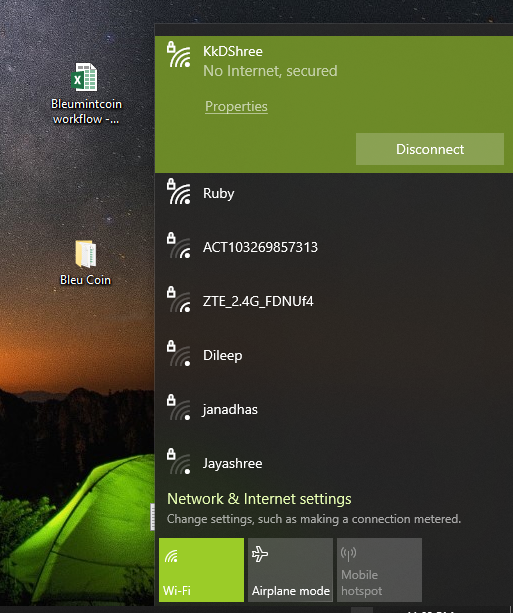 Bleumintcoin
workflow -...
Bleu Coin
KkDShree
No Internet, secured
Properties
Disconnect
Ruby
ACT103269857313
ZTE_2.4G_FDNUf4
Dileep
janadhas
Jayashree
Network & Internet settings
Change settings, such as making a connection metered.
Wi-Fi
Airplane mode
Mobile
hotspot